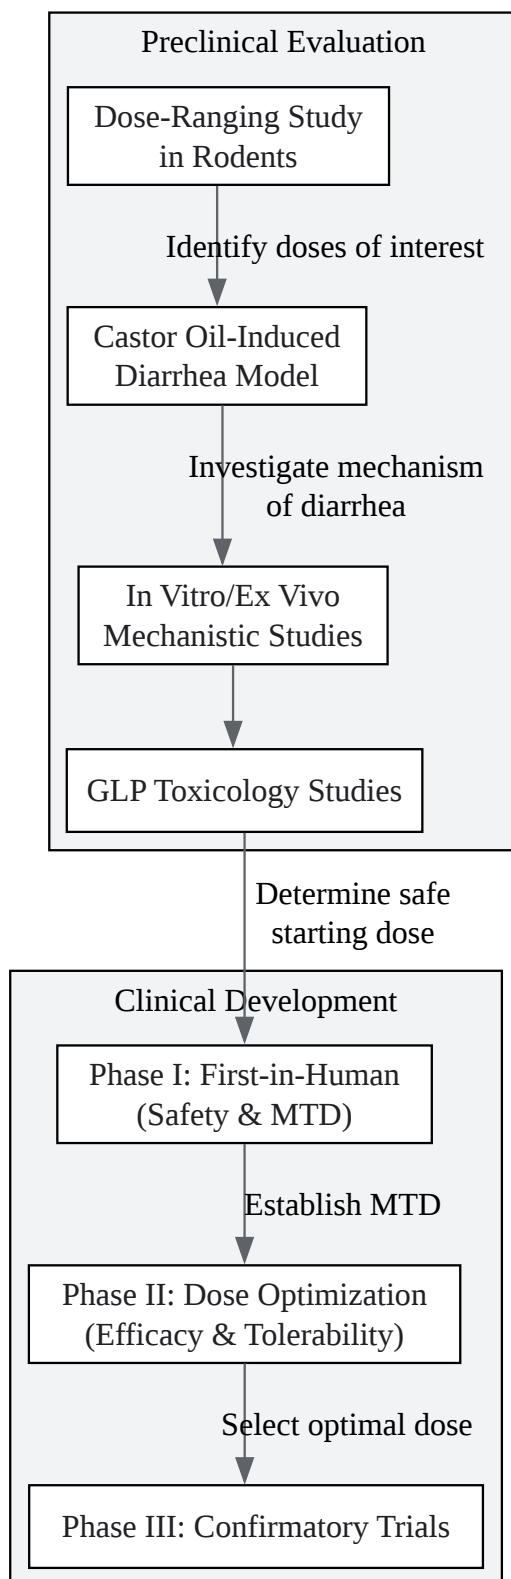 Preclinical Evaluation
Dose-Ranging Study
in Rodents
Identify doses of interest
Castor Oil-Induced
Diarrhea Model
Investigate mechanism
of diarrhea
In Vitro/Ex Vivo
Mechanistic Studies
GLP Toxicology Studies
Determine safe
starting dose
Clinical Development
Phase I: First-in-Human
(Safety & MTD)
Establish MTD
Phase II: Dose Optimization
(Efficacy & Tolerability)
Select optimal dose
Phase III: Confirmatory Trials